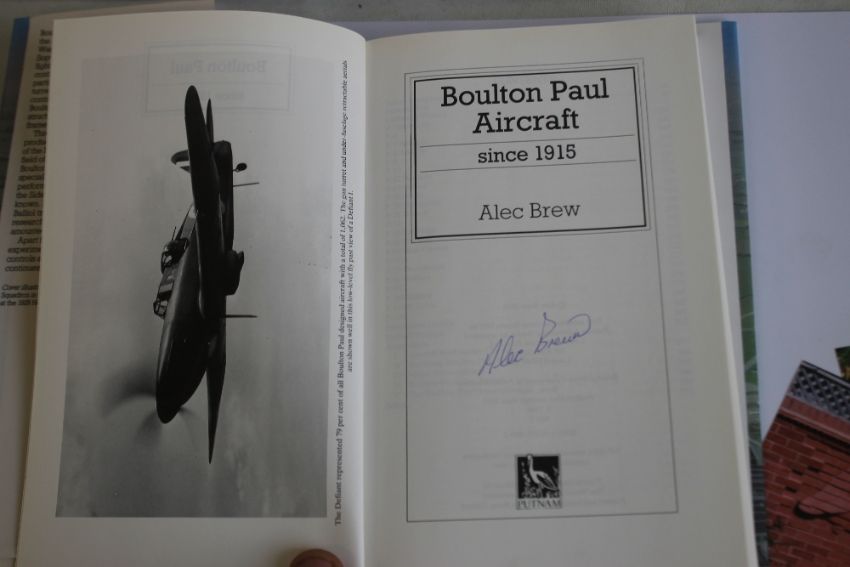 The Defiant represented 79 per cent of all Boulton Paul designed aircraft with a total of 1,062. The gun turret and under-fuselage retractable aerials
are shown well in this low-level fly past view of a Defiant I.
Boulton Paul
Aircraft
since 1915
Alec Brew
Alec Brew
PUTNAM